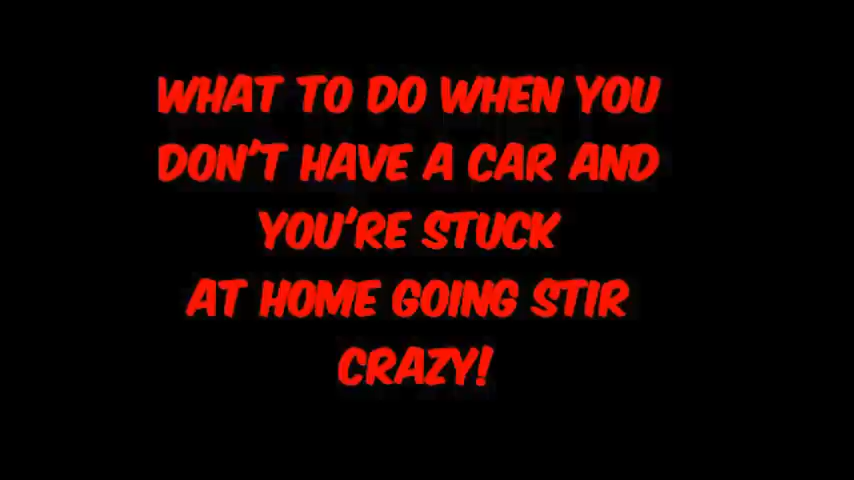 WHAT TO DO WHEN YOU
DON'T HAVE A CAR AND
YOU'RE STUCK
AT HOME GOING STIR
CRAZY!